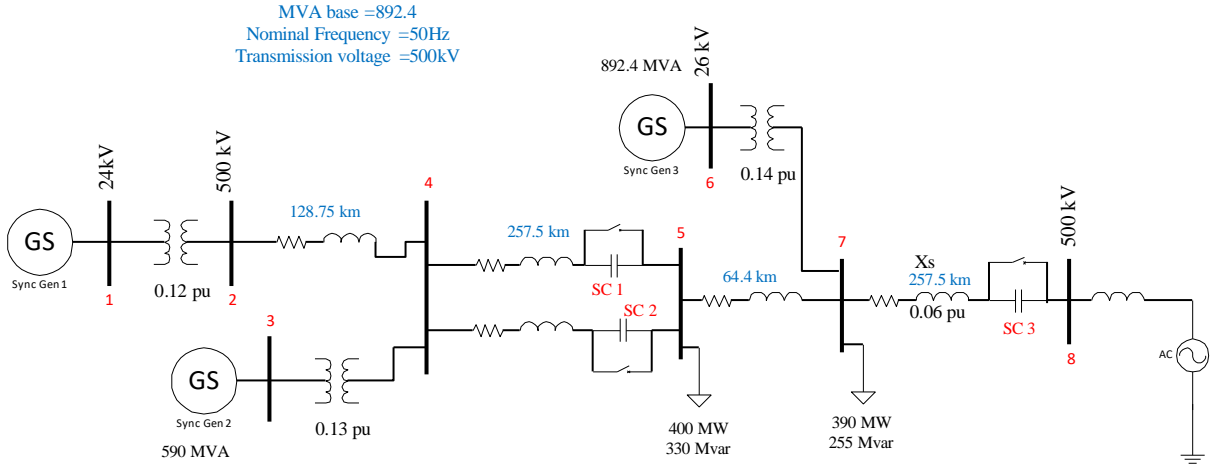 MVA base =892.4
Nominal Frequency =50Hz
Transmission voltage =500kV
892.4 MVA
26 kV
GS
Sync Gen 3
6
0.14 pu
24kV
500 kV
GS
Sync Gen 1
1
0.12 pu
2
128.75 km
4
257.5 km
SC 1
SC 2
5
64.4 km
7
Xs
257.5 km
0.06 pu
SC 3
500 kV
8
AC
3
GS
Sync Gen 2
590 MVA
0.13 pu
400 MW
330 Mvar
390 MW
255 Mvar